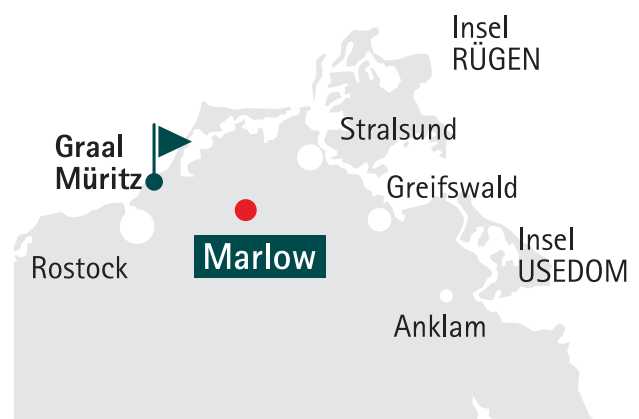 Insel
RÜGEN
Stralsund
Graal
Müritz
Greifswald
Insel
USEDOM
Marlow
Rostock
Anklam